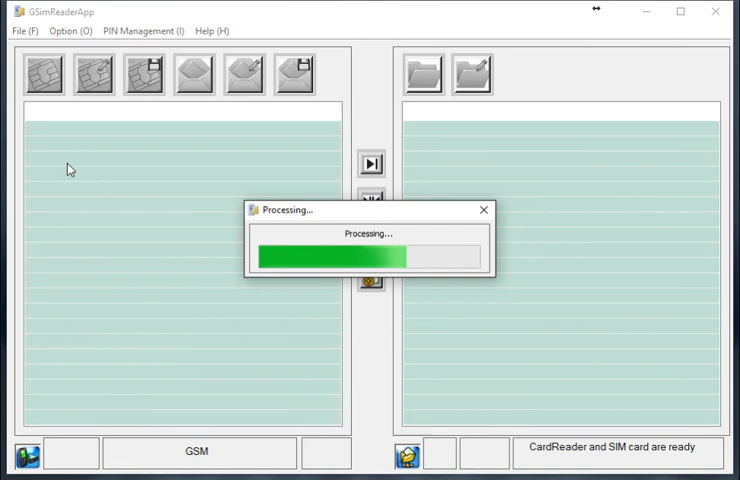 GSimReaderApp
File (F) Option (O) PIN Management (I) Help (H)
Processing...
Processing...
GSM
CardReader and SIM card are ready